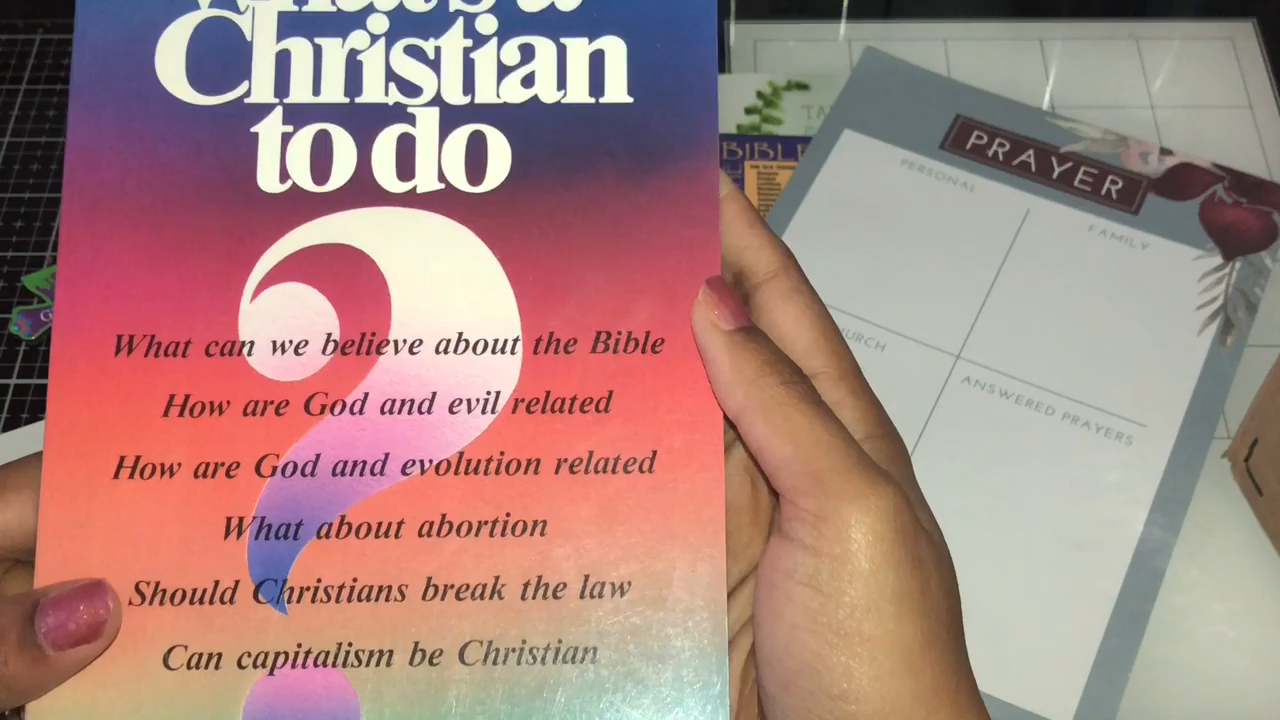 What's a
Christian
to do
?
What can we believe about the Bible
How are God and evil related
How are God and evolution related
What about abortion
Should Christians break the law
Can capitalism be Christian
BIBLE
PRAYER
PERSONAL
FAMILY
ANSWERED PRAYERS